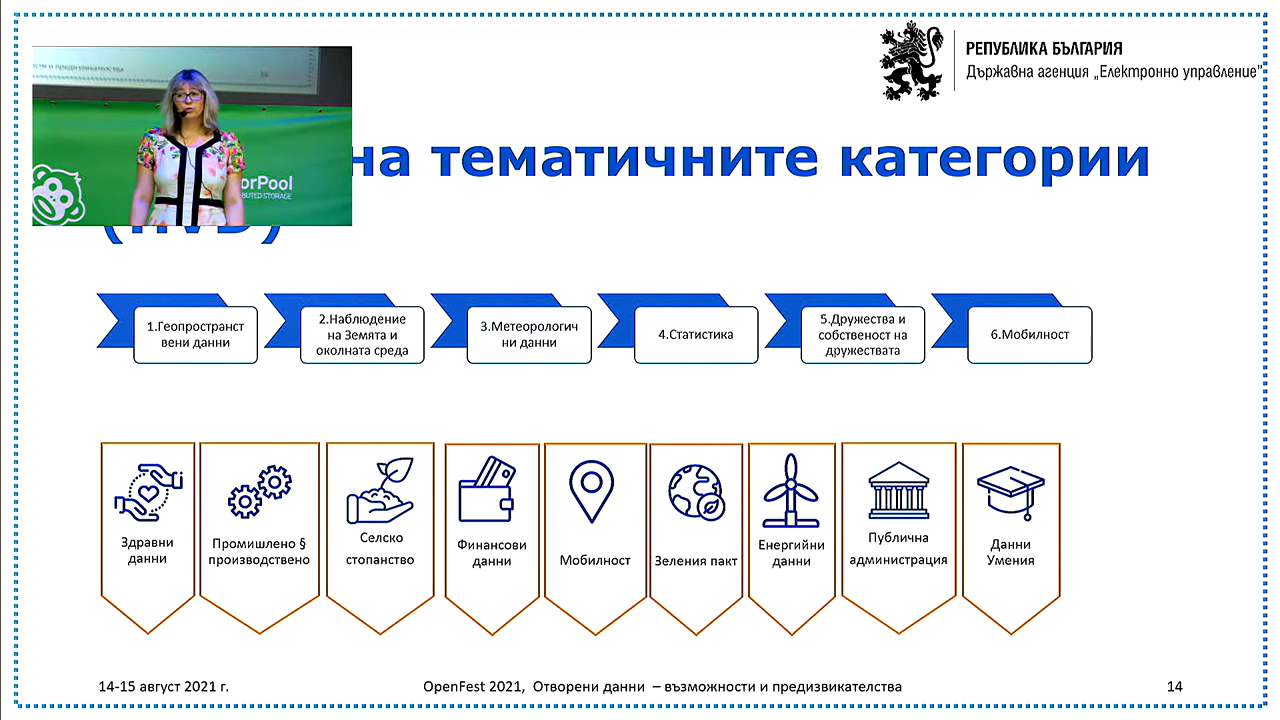 РЕПУБЛИКА БЪЛГАРИЯ
Държавна агенция „Електронно управление"
на тематичните категории
orPool
BUTED STORAGE
1.Геопространст
вени данни
2.Наблюдение
на Земята и
околната среда
3.Метеорологич
ни данни
4.Статистика
5.Дружества и
собственост на
дружествата
6.Мобилност
Здравни
данни
Промишлено §
производствено
Селско
стопанство
Финансови
данни
Мобилност
Зеления пакт
Енергийни
данни
Публична
администрация
Данни
Умения
14-15 август 2021 г.
OpenFest 2021, Отворени данни – възможности и предизвикателства
14